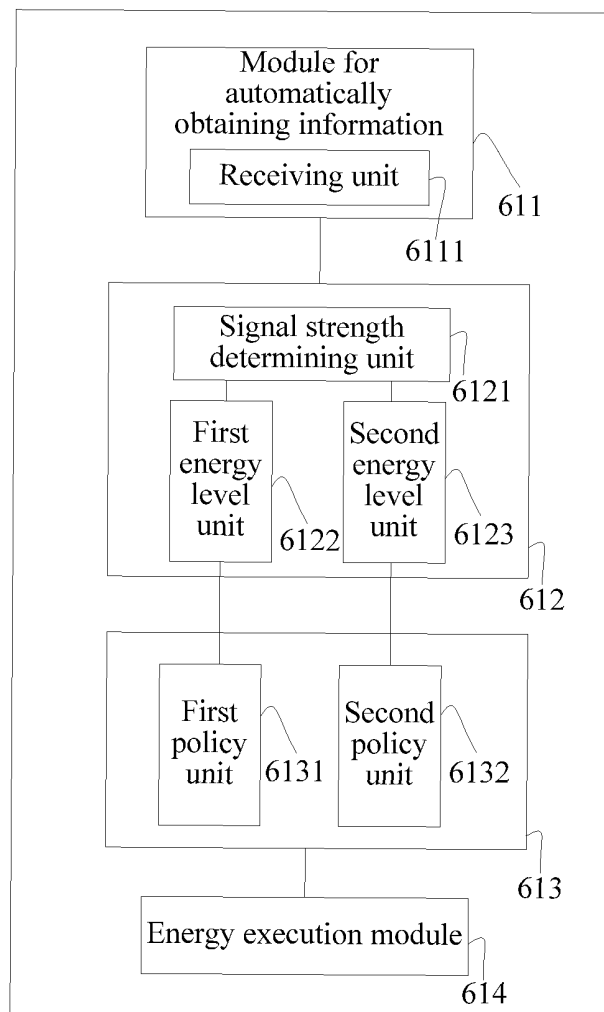 Module for
automatically
obtaining information
Receiving unit
611
6111
Signal strength
determining unit
6121
First
energy
level
unit
Second
energy
level
unit
6122
6123
612
First
policy
unit
Second
policy
unit
6131
6132
613
Energy execution module
614